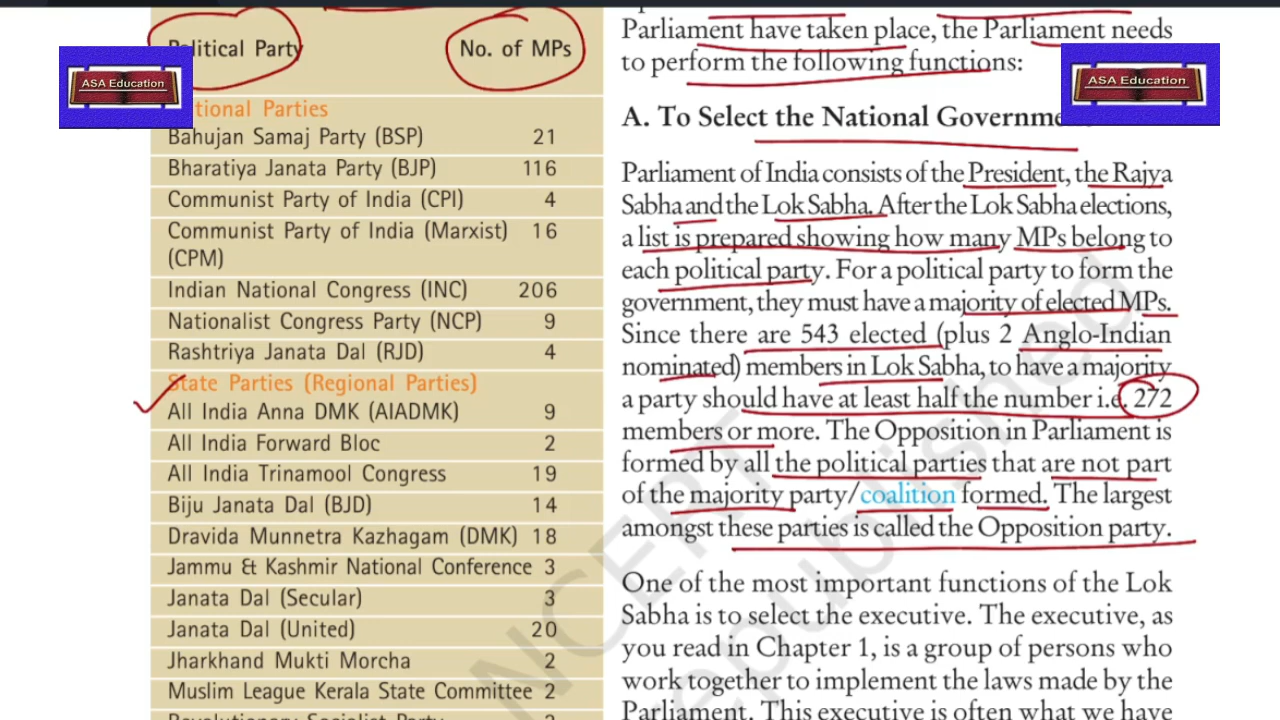 Political Party No. of MPs
ASA Education
National Parties
Bahujan Samaj Party (BSP) 21
Bharatiya Janata Party (BJP) 116
Communist Party of India (CPI) 4
Communist Party of India (Marxist) 16
(CPM)
Indian National Congress (INC) 206
Nationalist Congress Party (NCP) 9
Rashtriya Janata Dal (RJD) 4
State Parties (Regional Parties)
All India Anna DMK (AIADMK) 9
All India Forward Bloc 2
All India Trinamool Congress 19
Biju Janata Dal (BJD) 14
Dravida Munnetra Kazhagam (DMK) 18
Jammu & Kashmir National Conference 3
Janata Dal (Secular) 3
Janata Dal (United) 20
Jharkhand Mukti Morcha 2
Muslim League Kerala State Committee 2
Revolutionary Socialist Party 2
Parliament have taken place, the Parliament needs
to perform the following functions:
ASA Education
A. To Select the National Governme
Parliament of India consists of the President, the Rajya
Sabha and the Lok Sabha. After the Lok Sabha elections,
a list is prepared showing how many MPs belong to
each political party. For a political party to form the
government, they must have a majority of elected MPs.
Since there are 543 elected (plus 2 Anglo-Indian
nominated) members in Lok Sabha, to have a majority
a party should have at least half the number i.e. 272
members or more. The Opposition in Parliament is
formed by all the political parties that are not part
of the majority party/coalition formed. The largest
amongst these parties is called the Opposition party.
One of the most important functions of the Lok
Sabha is to select the executive. The executive, as
you read in Chapter 1, is a group of persons who
work together to implement the laws made by the
Parliament. This executive is often what we have
NCERT
republished